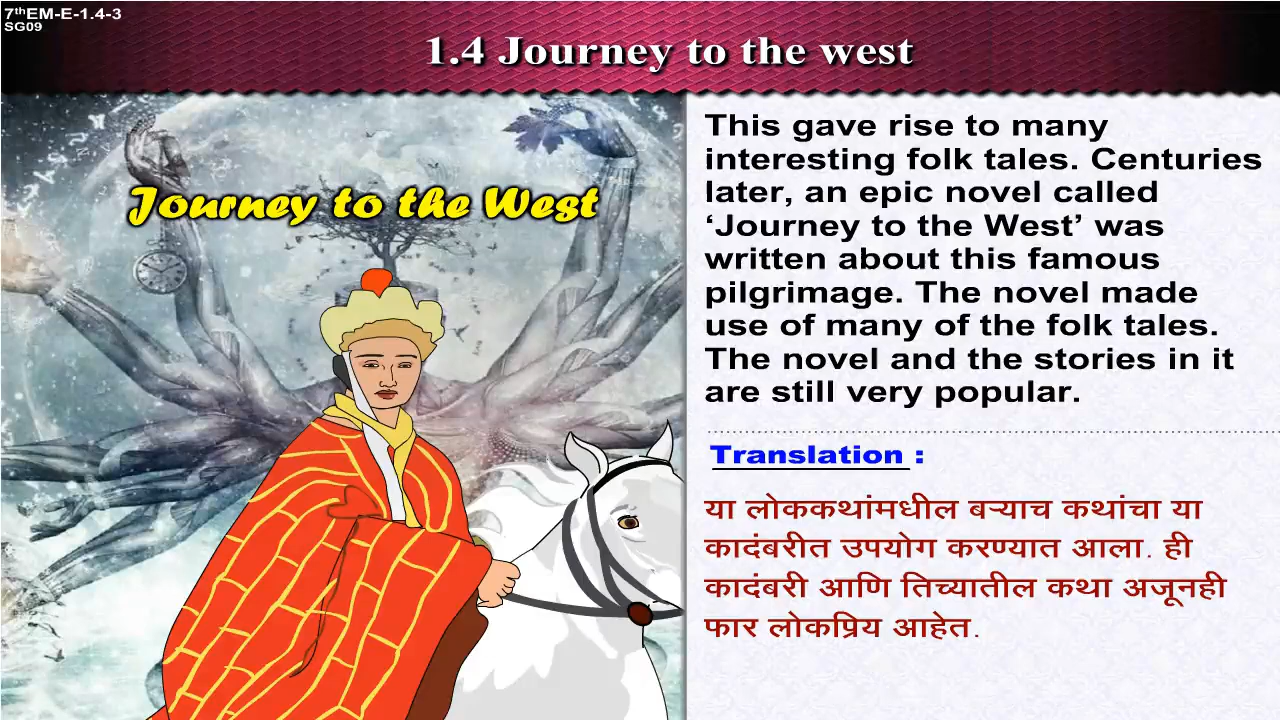 7thEM-E-1.4-3
SG09
1.4 Journey to the west
Journey to the West
This gave rise to many
interesting folk tales. Centuries
later, an epic novel called
‘Journey to the West’ was
written about this famous
pilgrimage. The novel made
use of many of the folk tales.
The novel and the stories in it
are still very popular.
Translation :
या लोककथांमधील बऱ्याच कथांचा या
कादंबरीत उपयोग करण्यात आला. ही
कादंबरी आणि तिच्यातील कथा अजूनही
फार लोकप्रिय आहेत.